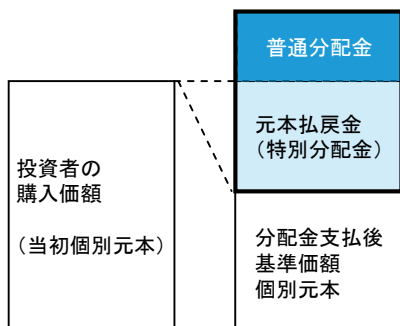 普通分配金
元本払戻金
（特別分配金）
投資者の
購入価額
（当初個別元本）
分配金支払後
基準価額
個別元本